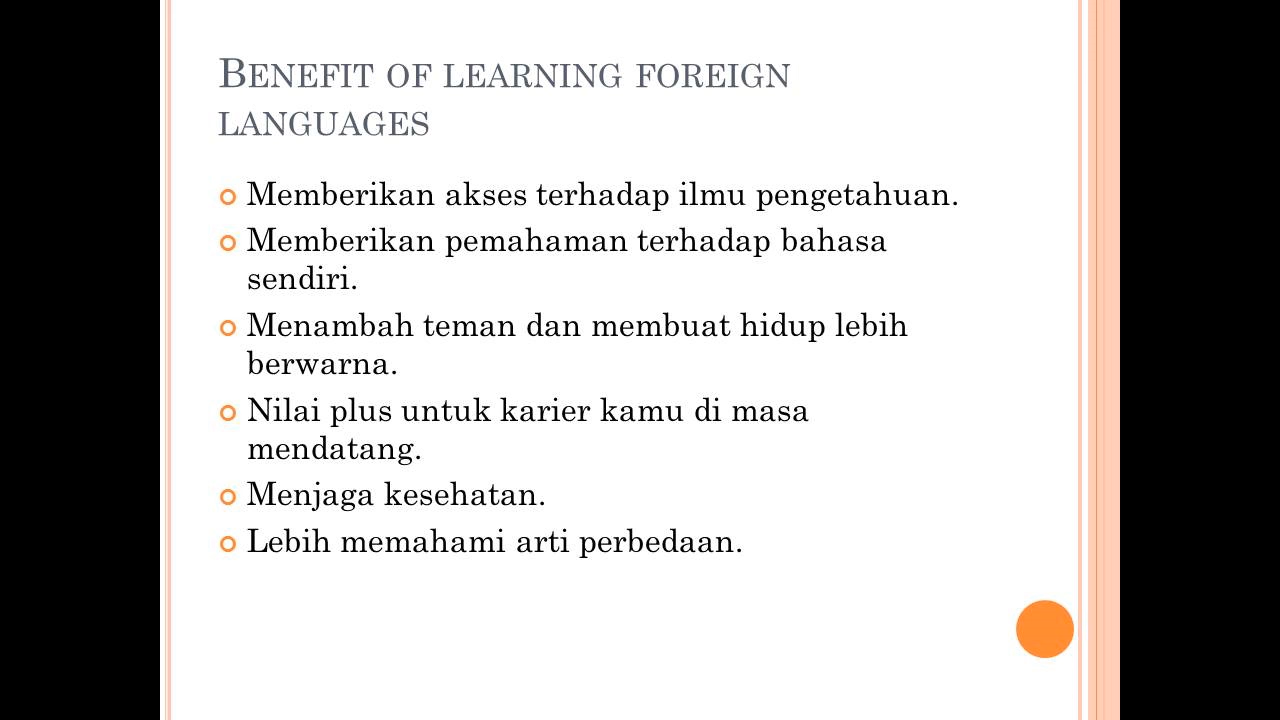 BENEFIT OF LEARNING FOREIGN
LANGUAGES
Memberikan akses terhadap ilmu pengetahuan.
Memberikan pemahaman terhadap bahasa
sendiri.
Menambah teman dan membuat hidup lebih
berwarna.
Nilai plus untuk karier kamu di masa
mendatang.
Menjaga kesehatan.
Lebih memahami arti perbedaan.